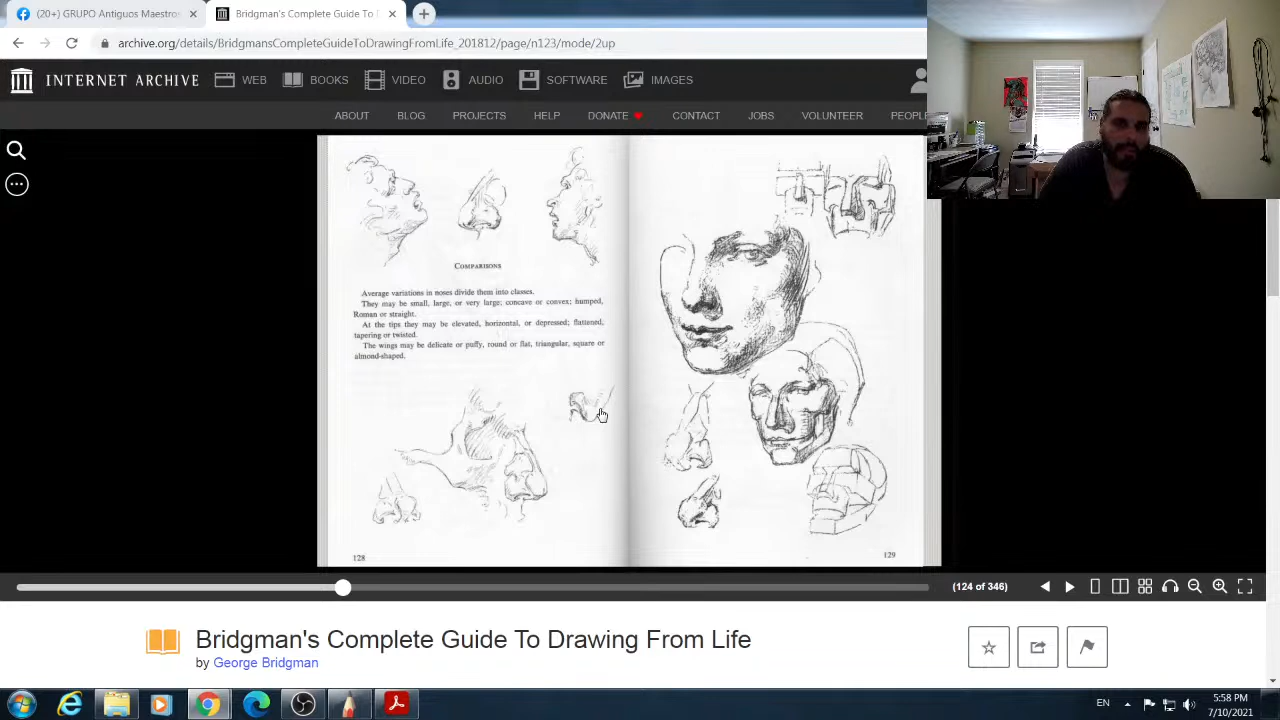 (20+) GRUPO Antiguos Maestros
Bridgman's Complete Guide To D
archive.org/details/BridgmansCompleteGuideToDrawingFromLife_201812/page/n123/mode/2up
INTERNET ARCHIVE
WEB
BOOKS
VIDEO
AUDIO
SOFTWARE
IMAGES
ABOUT
BLOG
PROJECTS
HELP
DONATE
CONTACT
JOBS
VOLUNTEER
PEOPLE
COMPARISONS
Average variations in noses divide them into classes.
They may be small, large, or very large; concave or convex; humped,
Roman or straight.
At the tips they may be elevated, horizontal, or depressed; flattened,
tapering or twisted.
The wings may be delicate or puffy, round or flat, triangular, square or
almond-shaped.
128
129
(124 of 346)
Bridgman's Complete Guide To Drawing From Life
by George Bridgman
EN
5:58 PM
7/10/2021